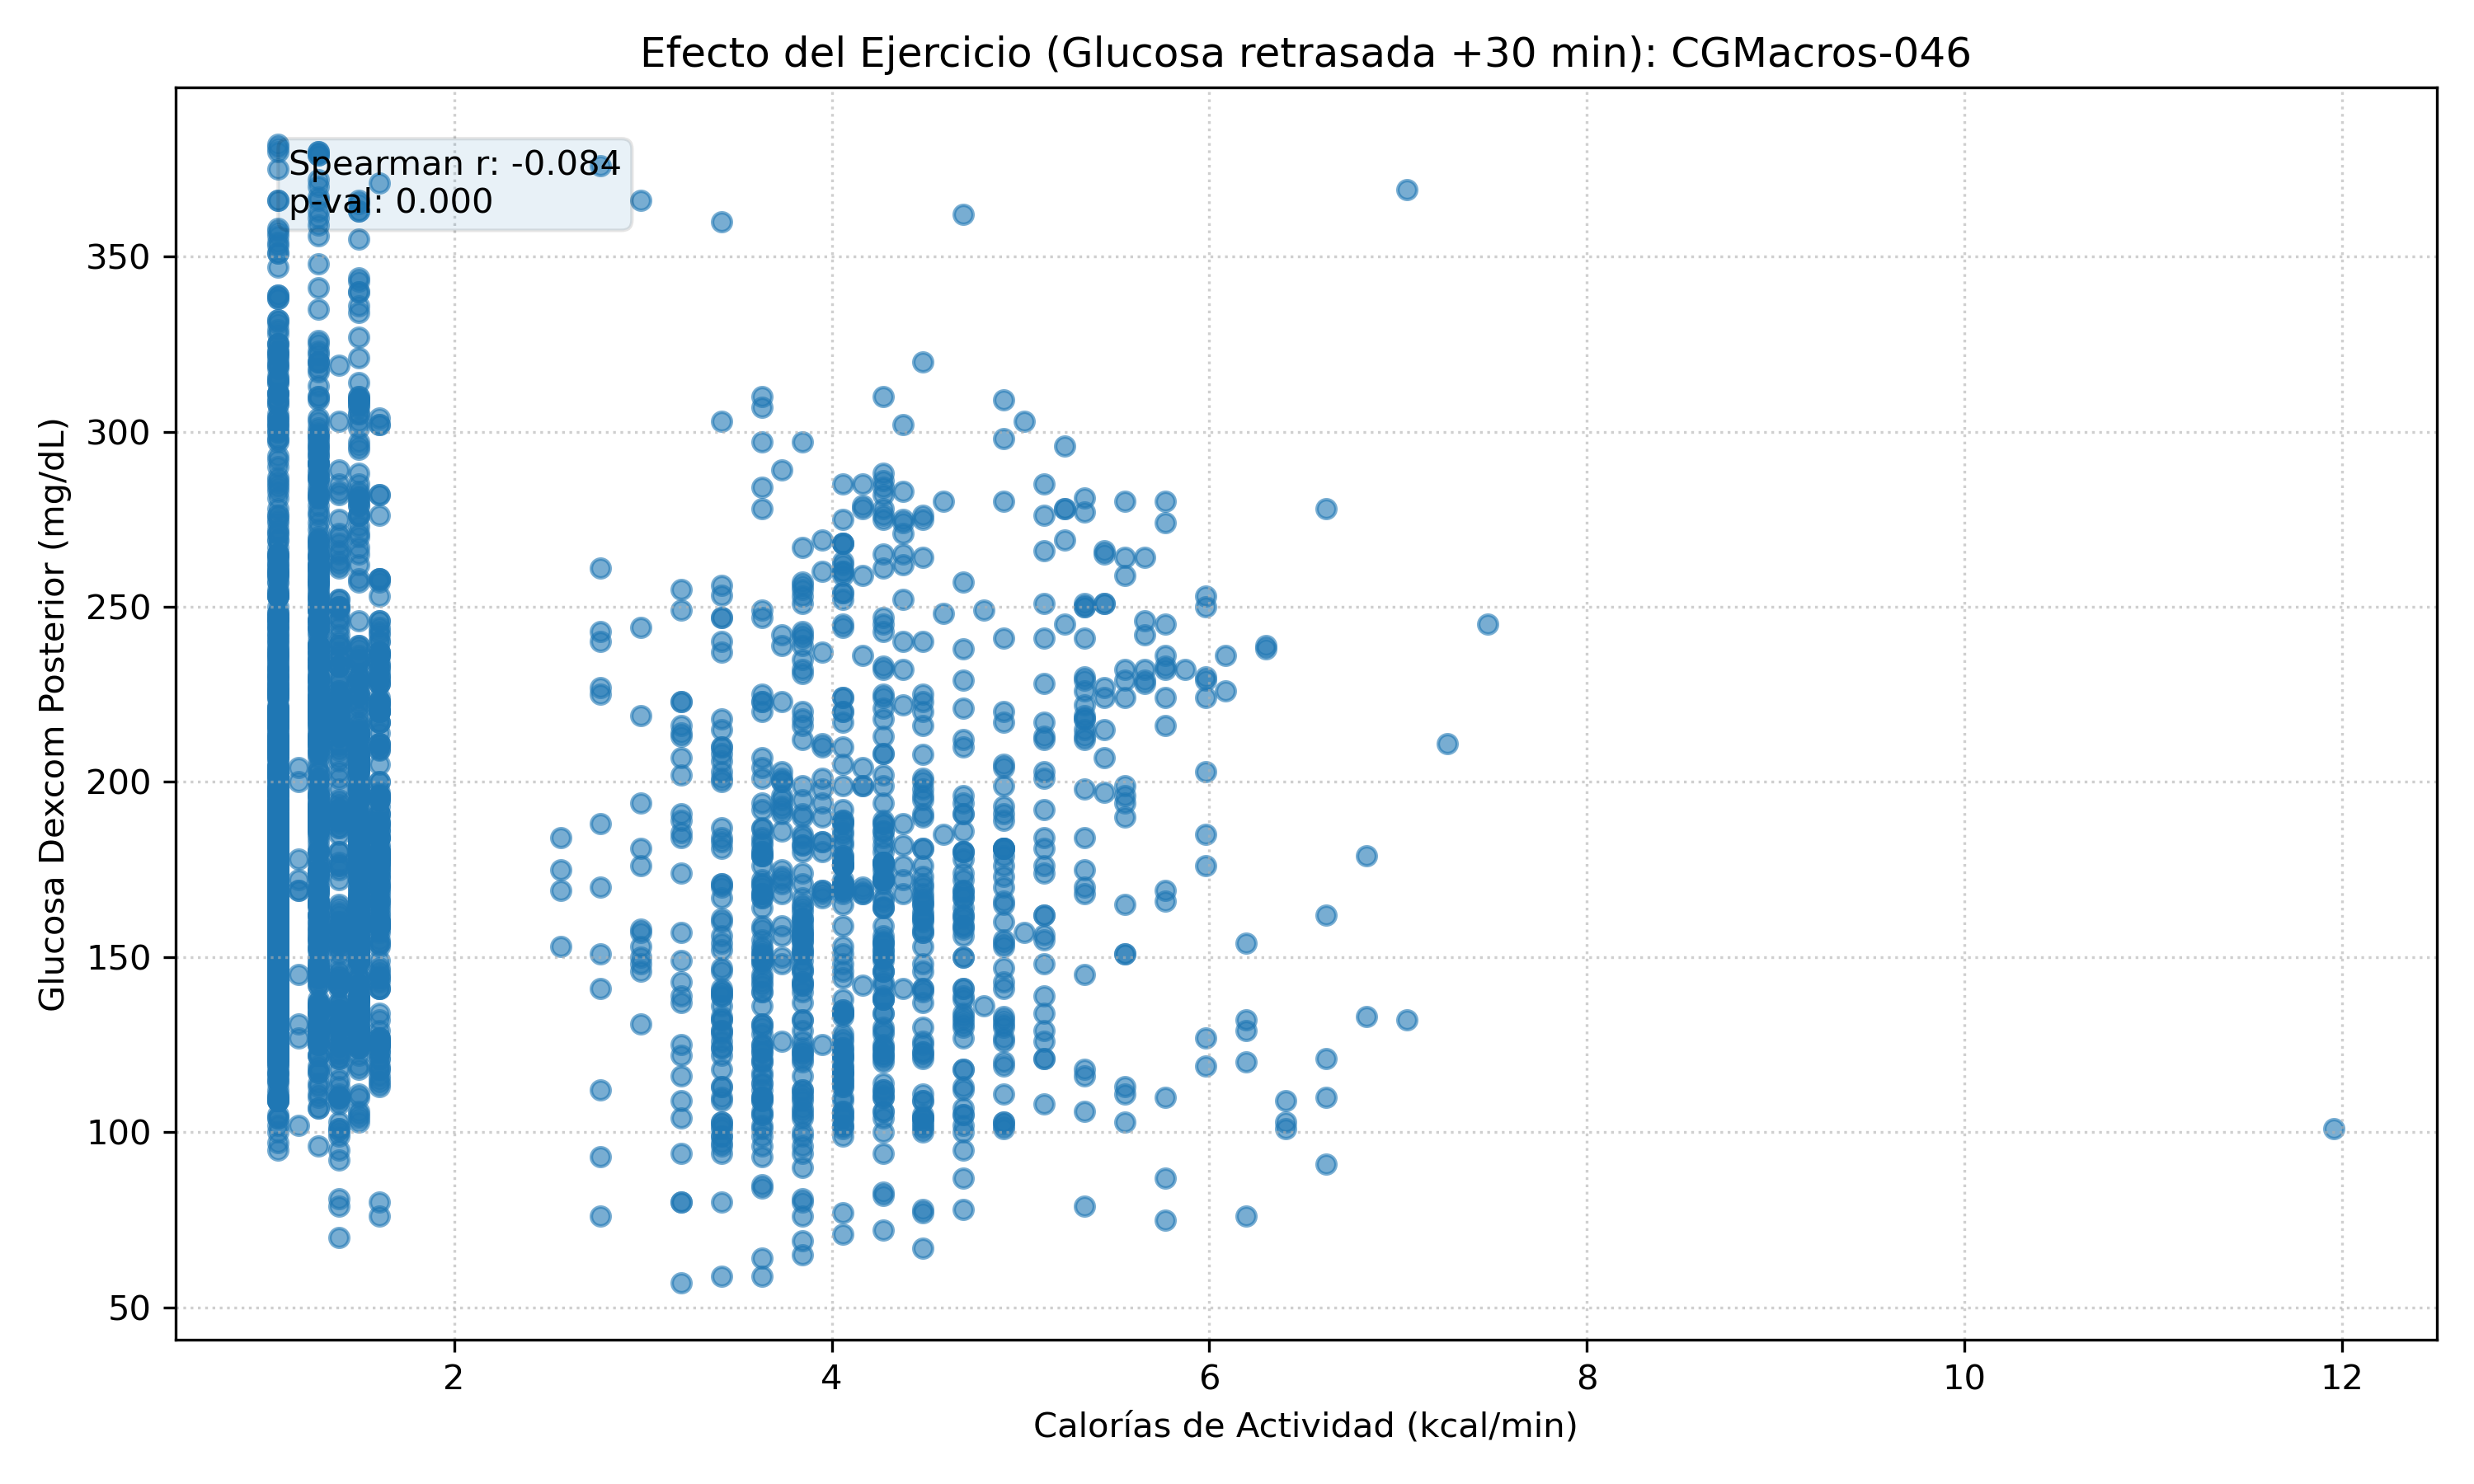 Efecto del Ejercicio (Glucosa retrasada +30 min): CGMacros-046
Spearman r: -0.084
p-val: 0.000
Glucosa Dexcom Posterior (mg/dL)
350
300
250
200
150
100
50
2 4 6 8 10 12
Calorías de Actividad (kcal/min)